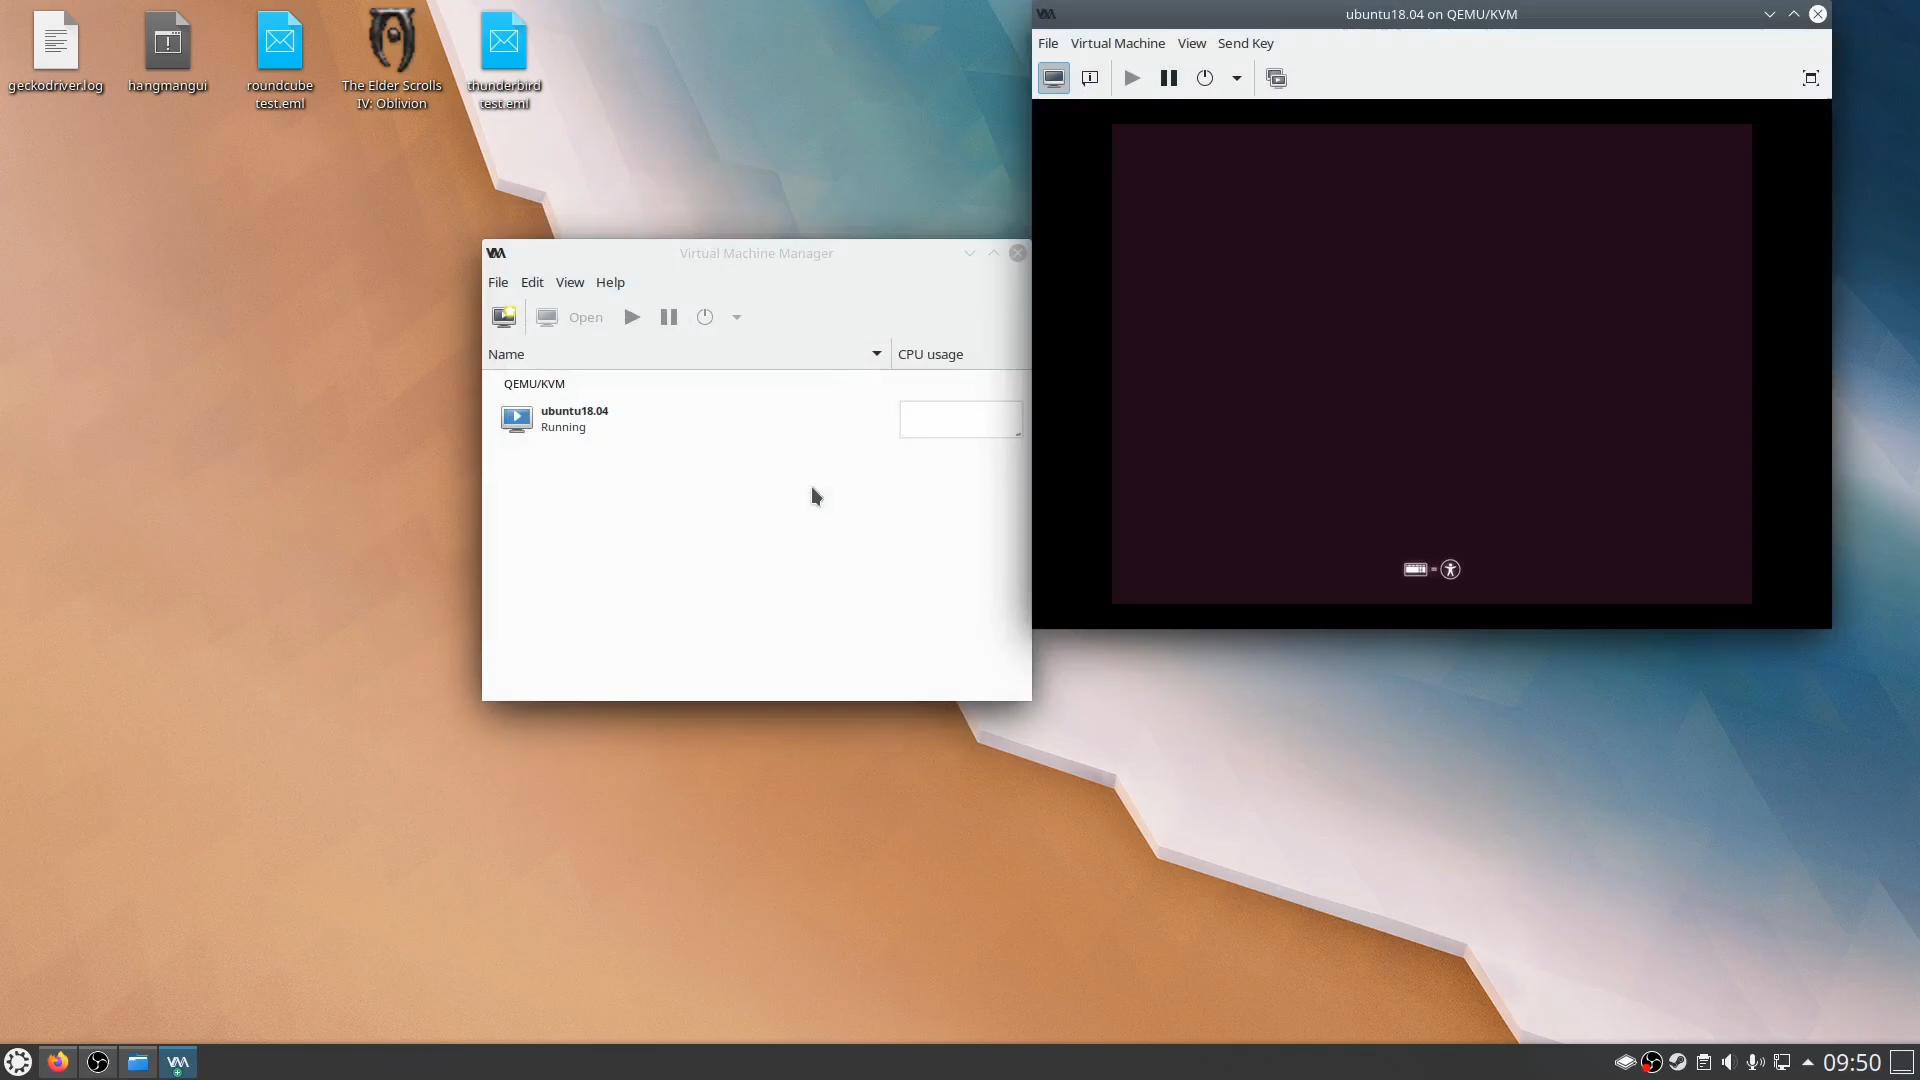 geckodriver.log
hangmangui
roundcube
test.eml
The Elder Scrolls
IV: Oblivion
thunderbird
test.eml
ubuntu18.04 on QEMU/KVM
File Virtual Machine View Send Key
Virtual Machine Manager
File Edit View Help
Open
Name CPU usage
QEMU/KVM
ubuntu18.04
Running
09:50